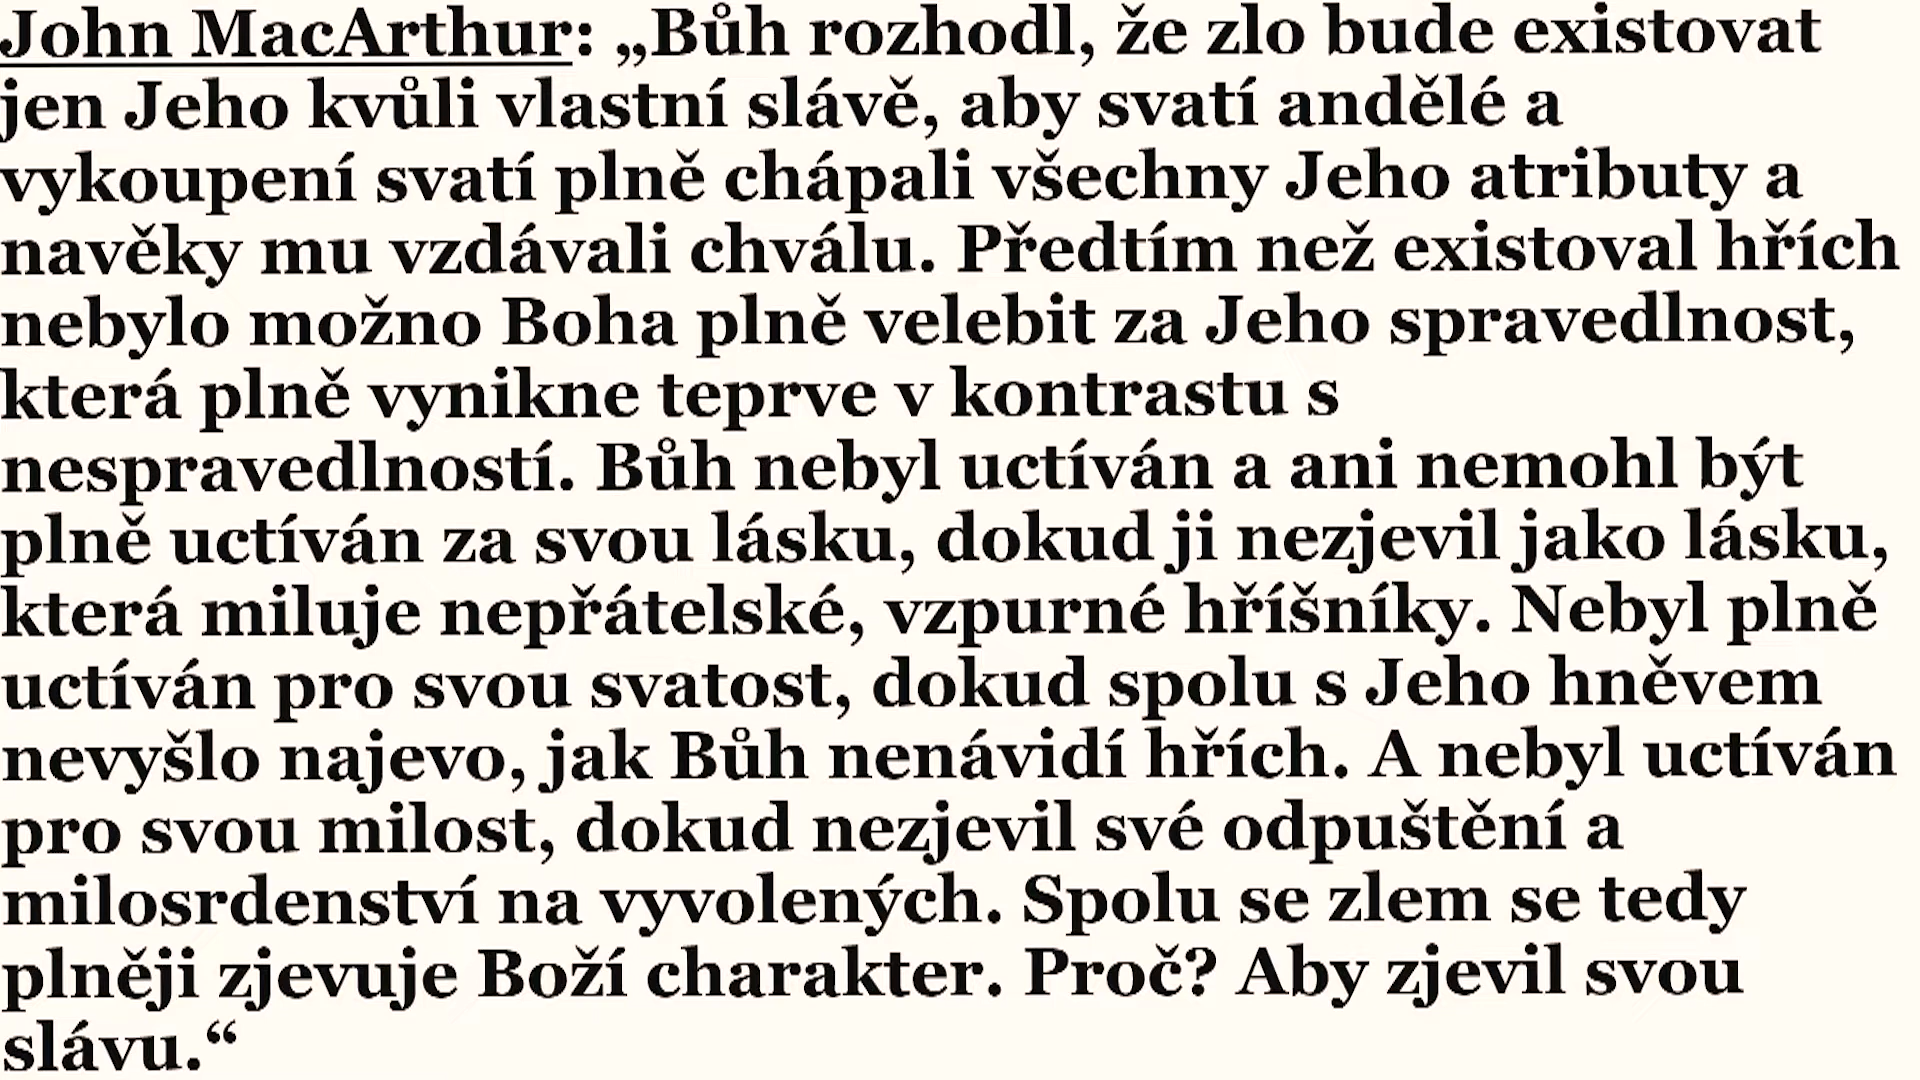 John MacArthur: „Bůh rozhodl, že zlo bude existovat
jen Jeho kvůli vlastní slávě, aby svatí andělé a
vykoupení svatí plně chápali všechny Jeho atributy a
navěky mu vzdávali chválu. Předtím než existoval hřích
nebylo možno Boha plně velebit za Jeho spravedlnost,
která plně vynikne teprve v kontrastu s
nespravedlností. Bůh nebyl uctíván a ani nemohl být
plně uctíván za svou lásku, dokud ji nezjevil jako lásku,
která miluje nepřátelské, vzpurné hříšníky. Nebyl plně
uctíván pro svou svatost, dokud spolu s Jeho hněvem
nevyšlo najevo, jak Bůh nenávidí hřích. A nebyl uctíván
pro svou milost, dokud nezjevil své odpuštění a
milosrdenství na vyvolených. Spolu se zlem se tedy
plněji zjevuje Boží charakter. Proč? Aby zjevil svou
slávu.“